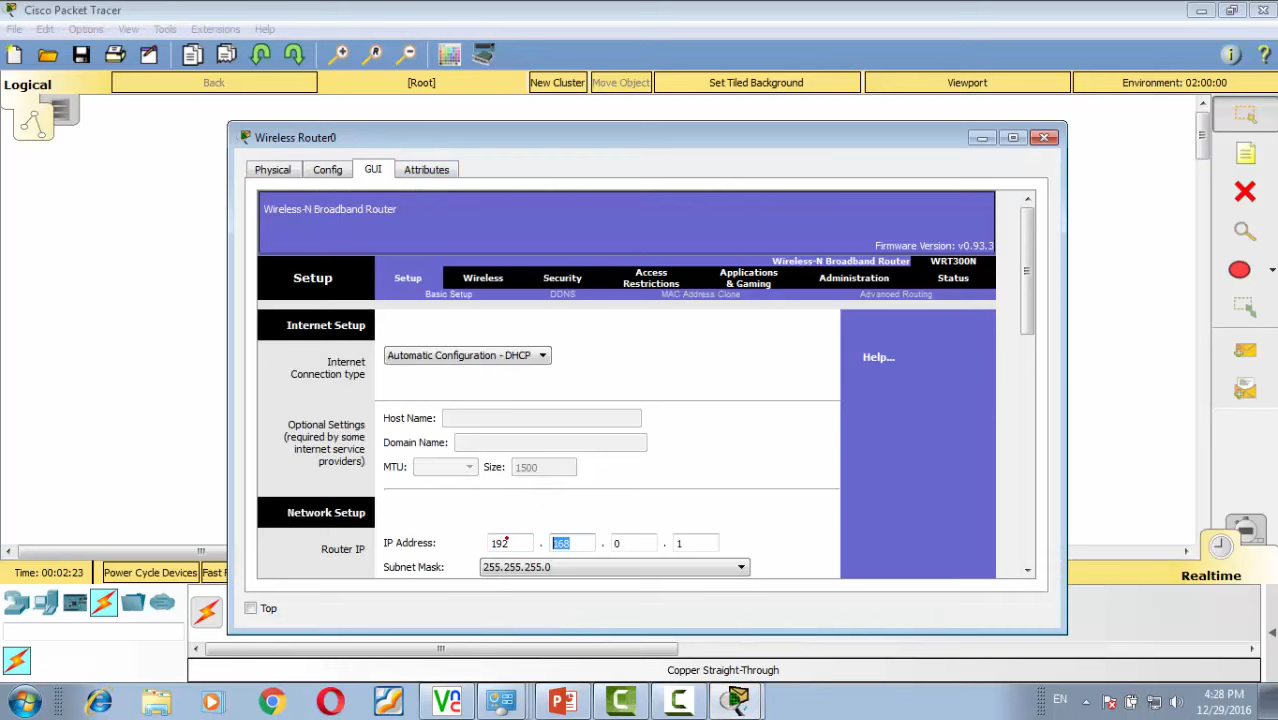 Cisco Packet Tracer
File Edit Options View Tools Extensions Help
Logical Back [Root] New Cluster Move Object Set Tiled Background Viewport Environment: 02:00:00
Wireless Router0
Physical Config GUI Attributes
Wireless-N Broadband Router
Firmware Version: v0.93.3
Wireless-N Broadband Router WRT300N
Setup Setup Wireless Security Access Restrictions Applications & Gaming Administration Status
Basic Setup DDNS MAC Address Clone Advanced Routing
Internet Setup
Internet
Connection type
Automatic Configuration - DHCP
Help...
Optional Settings
(required by some
internet service
providers)
Host Name:
Domain Name:
MTU: Size: 1500
Network Setup
Router IP
IP Address: 192 . 168 . 0 . 1
Subnet Mask: 255.255.255.0
Top
Time: 00:02:23 Power Cycle Devices Fast F
Realtime
Copper Straight-Through
EN
4:28 PM
12/29/2016